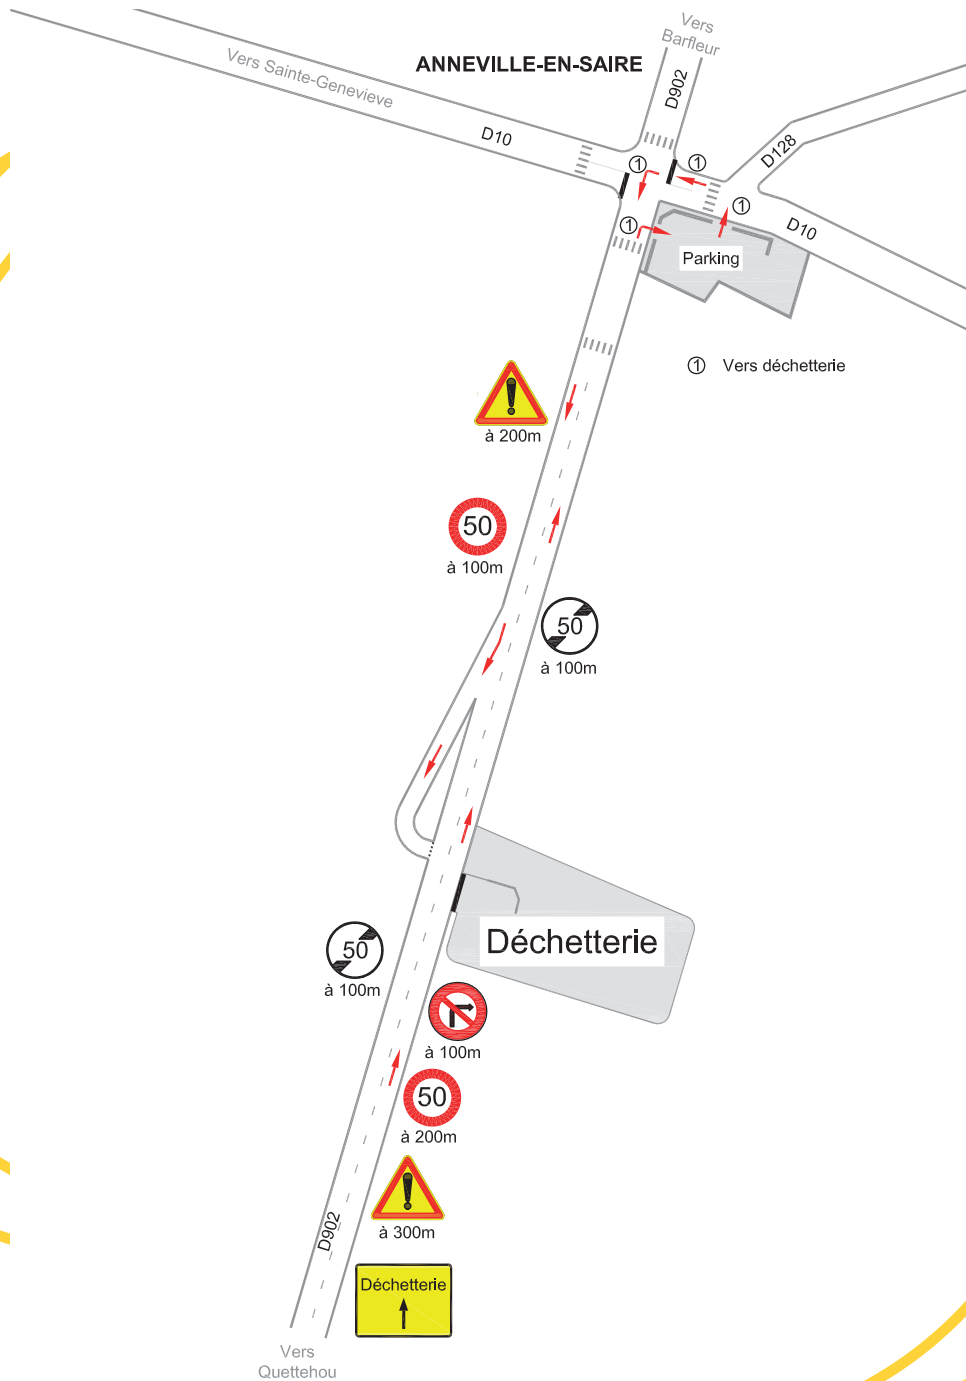 Vers
Barfleur
ANNEVILLE-EN-SAIRE
Vers Sainte-Genevieve
D902
D10
D128
1
1
1
1
D10
Parking
1 Vers déchetterie
à 200m
50
à 100m
50
à 100m
Déchetterie
50
à 100m
à 100m
50
à 200m
à 300m
D902
Déchetterie
Vers
Quettehou